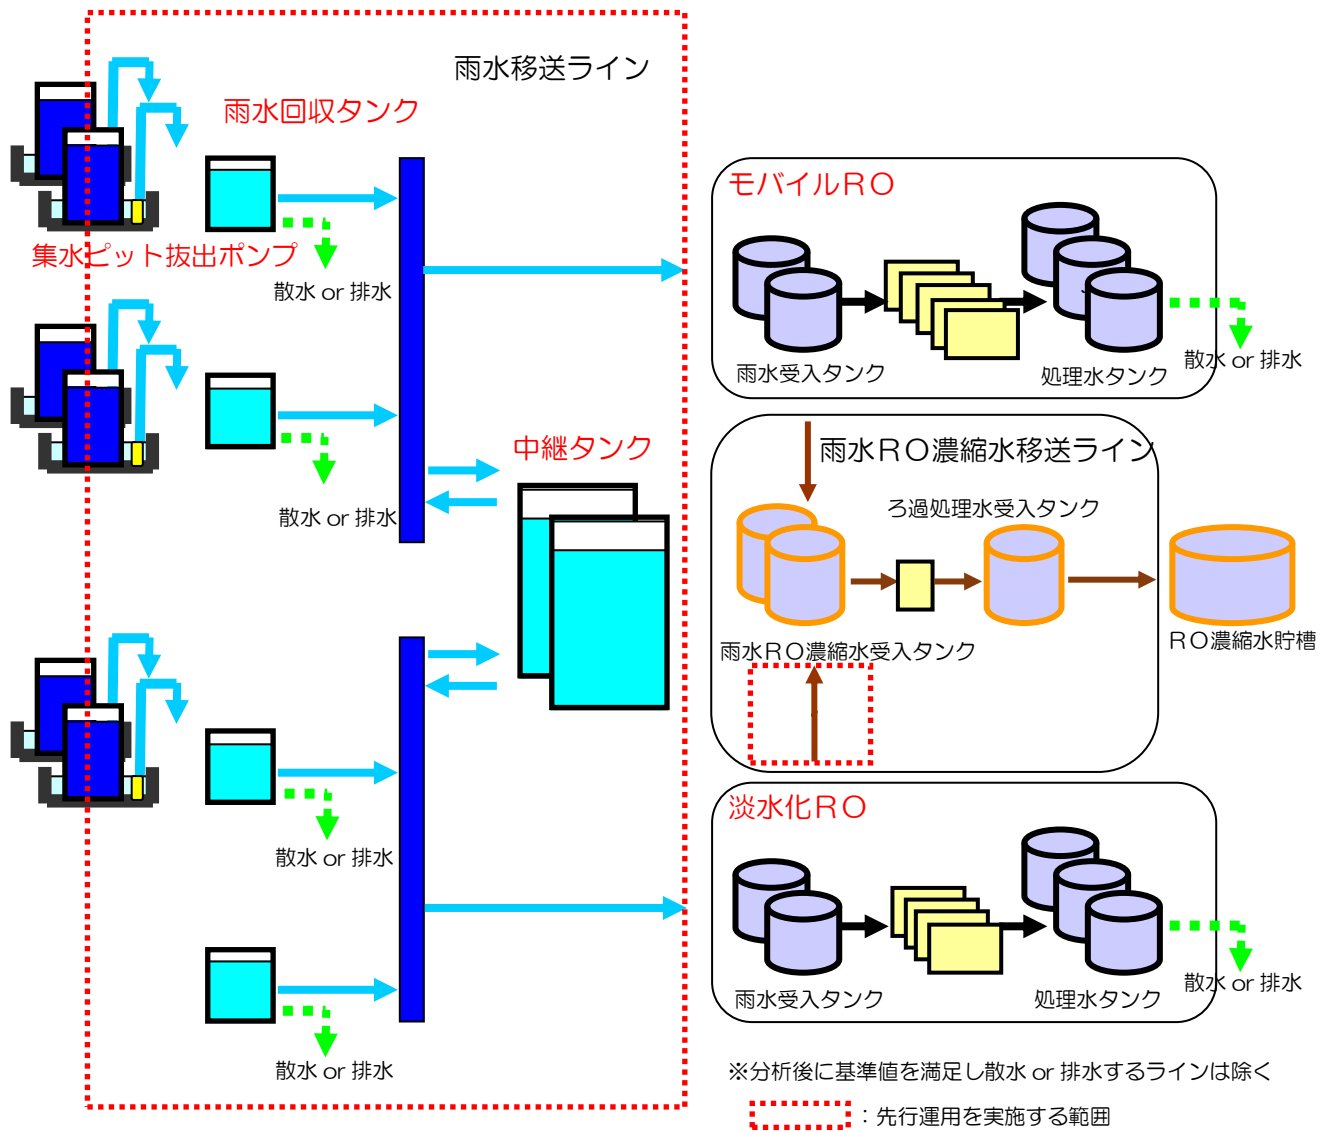 雨水移送ライン
雨水回収タンク
集水ピット抜出ポンプ
散水 or 排水
散水 or 排水
中継タンク
散水 or 排水
散水 or 排水
モバイルＲＯ
雨水受入タンク
処理水タンク
散水 or 排水
雨水ＲＯ濃縮水移送ライン
ろ過処理水受入タンク
雨水ＲＯ濃縮水受入タンク
ＲＯ濃縮水貯槽
淡水化ＲＯ
雨水受入タンク
処理水タンク
散水 or 排水
※分析後に基準値を満足し散水 or 排水するラインは除く
：先行運用を実施する範囲